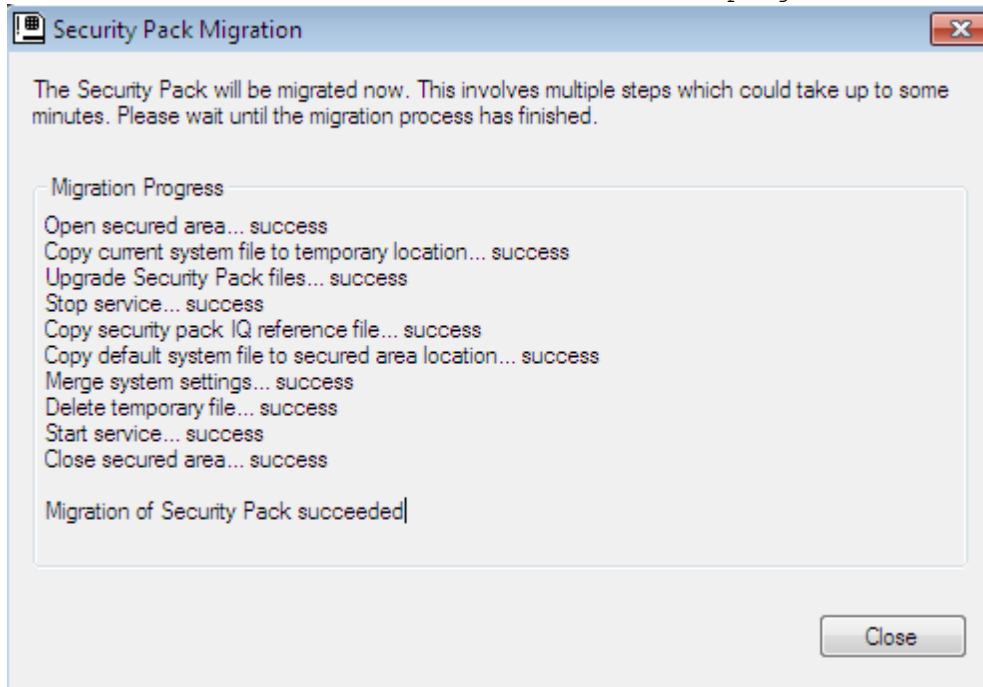 Security Pack Migration
The Security Pack will be migrated now. This involves multiple steps which could take up to some
minutes. Please wait until the migration process has finished.
Migration Progress
Open secured area... success
Copy current system file to temporary location... success
Upgrade Security Pack files... success
Stop service... success
Copy security pack IQ reference file... success
Copy default system file to secured area location... success
Merge system settings... success
Delete temporary file... success
Start service... success
Close secured area... success
Migration of Security Pack succeeded
Close